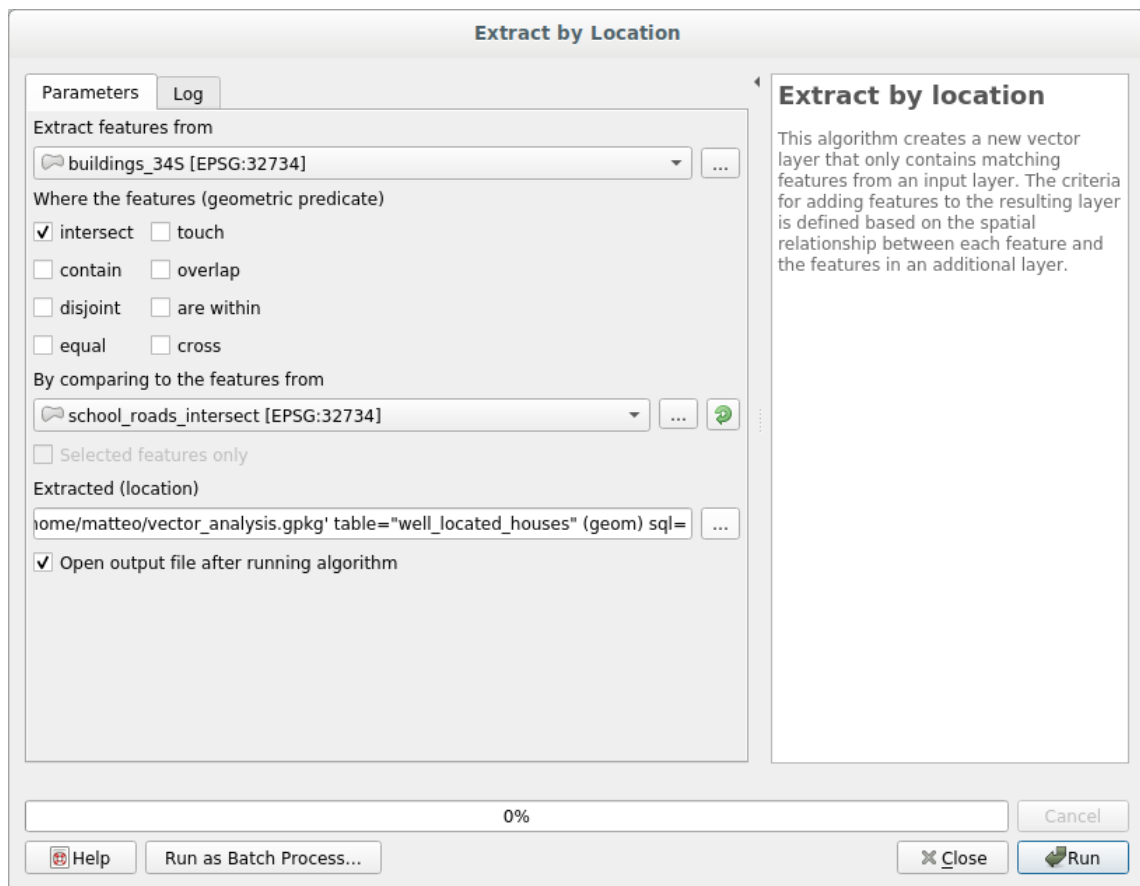 Extract by Location
Parameters
Log
Extract features from
buildings_34S [EPSG:32734]
...
Where the features (geometric predicate)
intersect
touch
contain
overlap
disjoint
are within
equal
cross
By comparing to the features from
school_roads_intersect [EPSG:32734]
...
Selected features only
Extracted (location)
home/matteo/vector_analysis.gpkg' table="well_located_houses" (geom) sql=
...
Open output file after running algorithm
Extract by location
This algorithm creates a new vector
layer that only contains matching
features from an input layer. The criteria
for adding features to the resulting layer
is defined based on the spatial
relationship between each feature and
the features in an additional layer.
0%
Cancel
Help
Run as Batch Process...
Close
Run